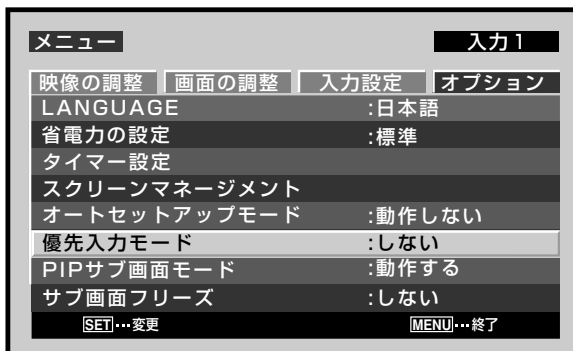 メニュー 入力1
映像の調整 画面の調整 入力設定 オプション
LANGUAGE :日本語
省電力の設定 :標準
タイマー設定
スクリーンマネージメント
オートセットアップモード :動作しない
優先入力モード :しない
PIPサブ画面モード :動作する
サブ画面フリーズ :しない
SET…変更 MENU…終了